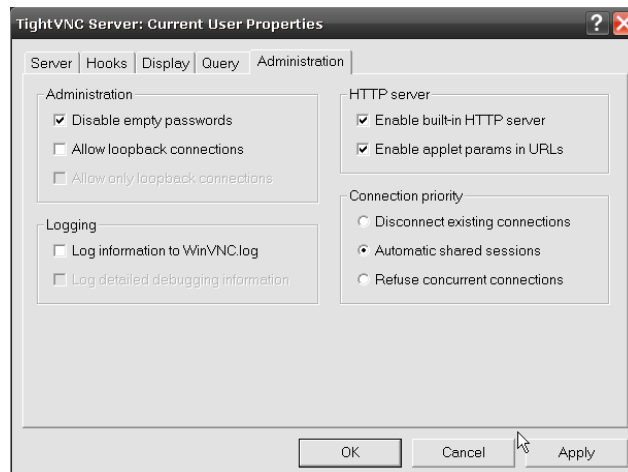 TightVNC Server: Current User Properties
Server Hooks Display Query Administration
Administration
Disable empty passwords
Allow loopback connections
Allow only loopback connections
Logging
Log information to WinVNC.log
Log detailed debugging information
HTTP server
Enable built-in HTTP server
Enable applet params in URLs
Connection priority
Disconnect existing connections
Automatic shared sessions
Refuse concurrent connections
OK Cancel Apply